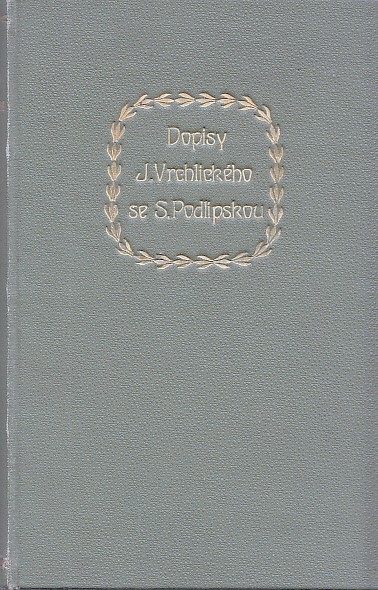 Dopisy
J. Vrchlického
se S. Podlipskou